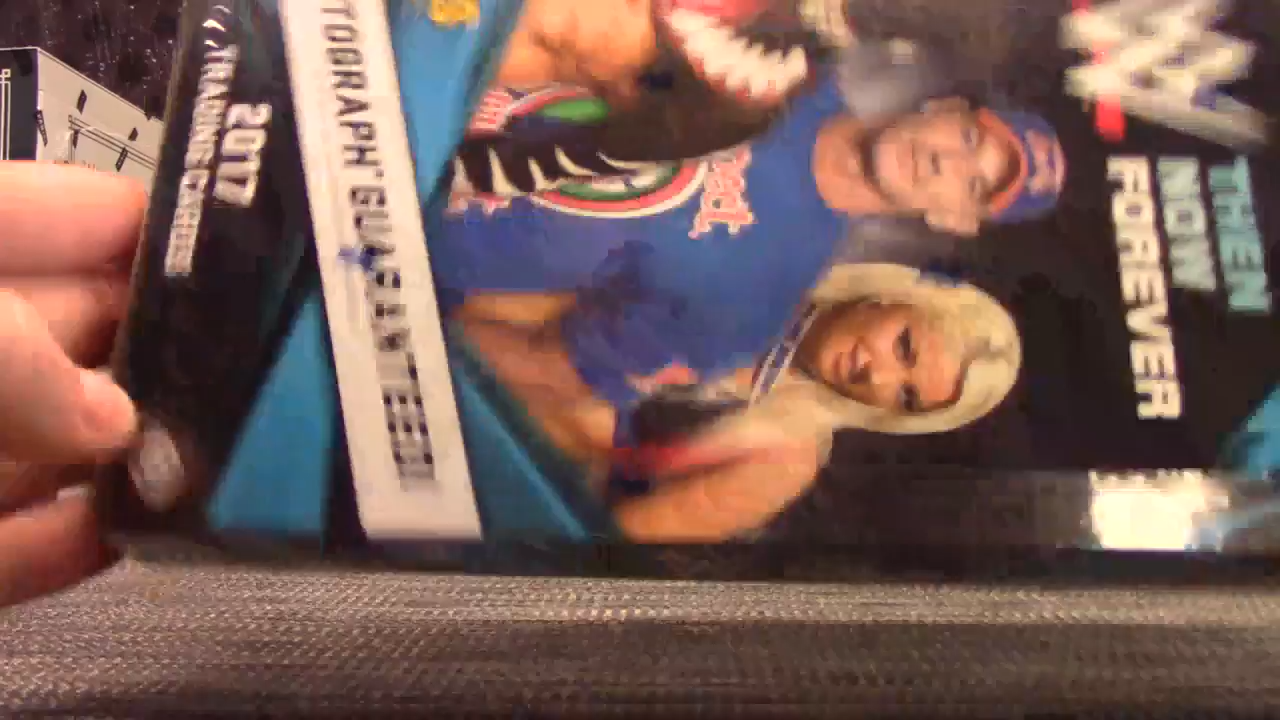 W
THEN
NOW
FOREVER
TOGRAPH GUARANTEED!
2017
TRADING CARDS